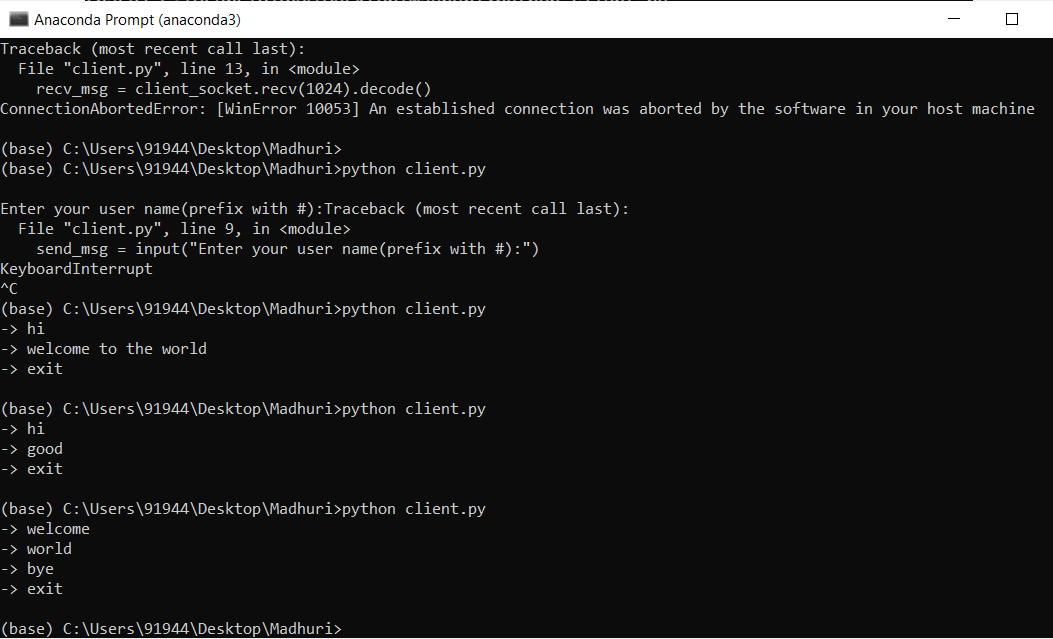 Anaconda Prompt (anaconda3)
Traceback (most recent call last):
  File "client.py", line 13, in <module>
    recv_msg = client_socket.recv(1024).decode()
ConnectionAbortedError: [WinError 10053] An established connection was aborted by the software in your host machine
(base) C:\Users\91944\Desktop\Madhuri>
(base) C:\Users\91944\Desktop\Madhuri>python client.py
Enter your user name(prefix with #):Traceback (most recent call last):
  File "client.py", line 9, in <module>
    send_msg = input("Enter your user name(prefix with #):")
KeyboardInterrupt
^C
(base) C:\Users\91944\Desktop\Madhuri>python client.py
-> hi
-> welcome to the world
-> exit
(base) C:\Users\91944\Desktop\Madhuri>python client.py
-> hi
-> good
-> exit
(base) C:\Users\91944\Desktop\Madhuri>python client.py
-> welcome
-> world
-> bye
-> exit
(base) C:\Users\91944\Desktop\Madhuri>